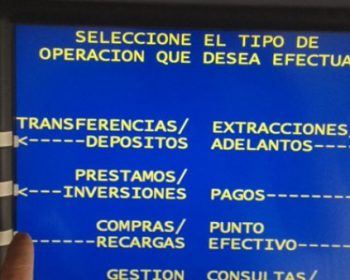 SELECCIONE EL TIPO DE
OPERACION QUE DESEA EFECTUA
TRANSFERENCIAS/ EXTRACCIONES/
<-----DEPOSITOS ADELANTOS----
PRESTAMOS/
<---INVERSIONES PAGOS---------
COMPRAS/ PUNTO
-----RECARGAS EFECTIVO-----
GESTION CONSULTAS/